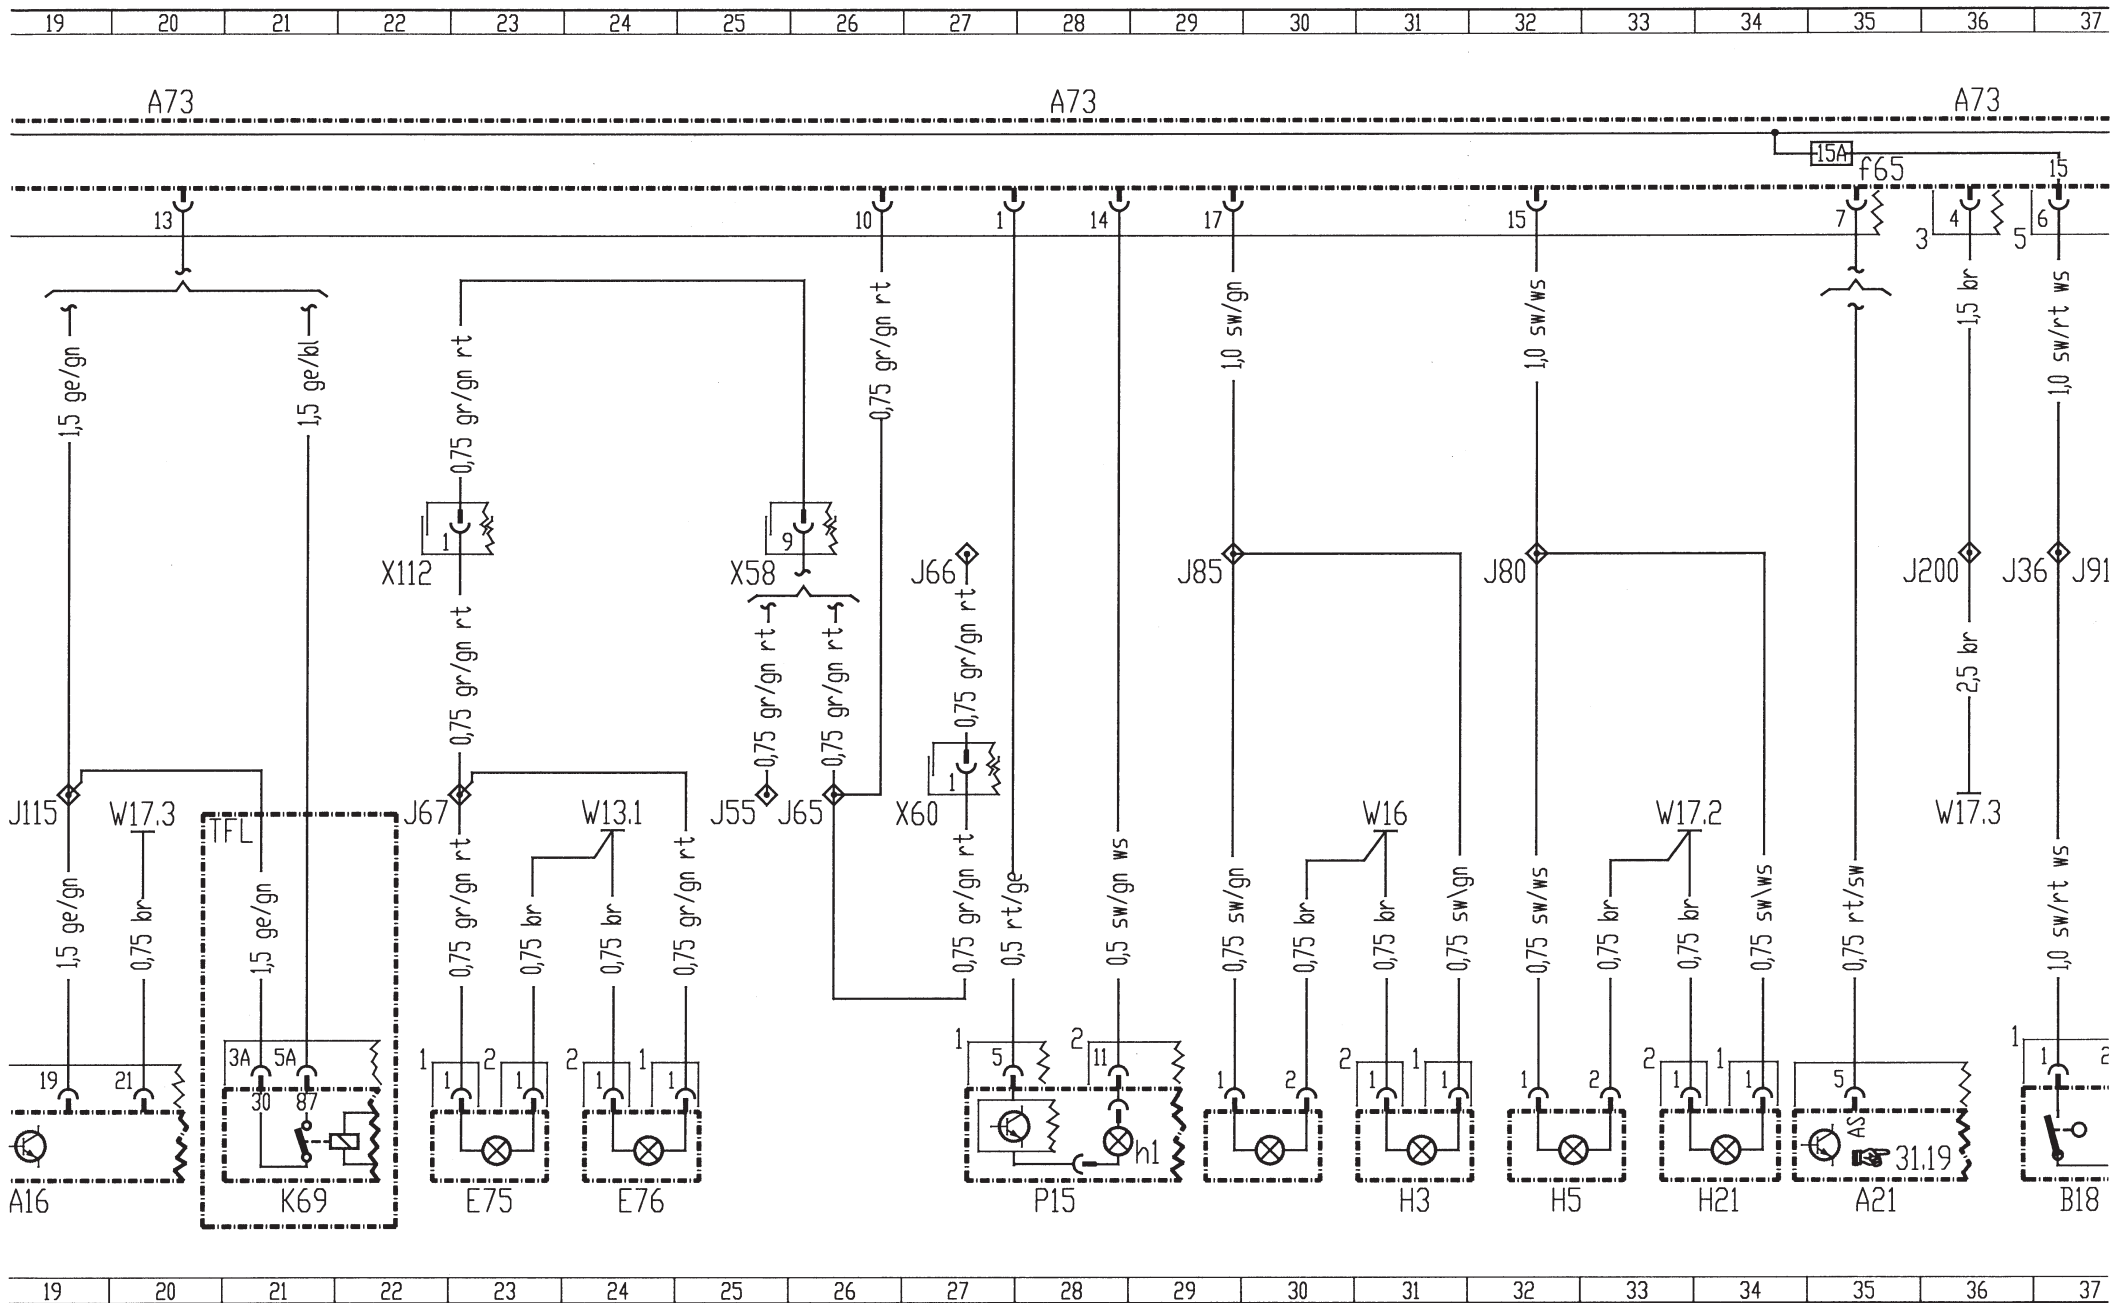 19 20 21 22 23 24 25 26 27 28 29 30 31 32 33 34 35 36 37
A73 A73 A73
15A
f65 15
13 10 1 14 17 15 7 4 6
3 5
1,5 ge/gn
1,5 ge/bl
0,75 gr/gn rt
0,75 gr/gn rt
1,0 sw/gn
1,0 sw/ws
1,5 br
1,0 sw/rt ws
1 9
X112 X58 J66 J85 J80 J200 J36 J91
0,75 gr/gn rt
0,75 gr/gn rt
0,75 gr/gn rt
0,75 gr/gn rt
2,5 br
1
J115 W17.3 TFL J67 W13.1 J55 J65 X60 W16 W17.2 W17.3
1,5 ge/gn
0,75 br
1,5 ge/gn
0,75 gr/gn rt
0,75 br
0,75 br
0,75 gr/gn rt
0,75 gr/gn rt
0,5 rt/ge
0,5 sw/gn ws
0,75 sw/gn
0,75 br
0,75 br
0,75 sw\gn
0,75 sw/ws
0,75 br
0,75 br
0,75 sw\ws
0,75 rt/sw
1,0 sw/rt ws
1 2 1
3A 5A 1 2 2 1 5 11 2 1 2 1 1 2
19 21 1 1 1 1 1 2 1 1 1 2 1 1 5
30 87
AS
h1 31.19
A16 K69 E75 E76 P15 H3 H5 H21 A21 B18
19 20 21 22 23 24 25 26 27 28 29 30 31 32 33 34 35 36 37